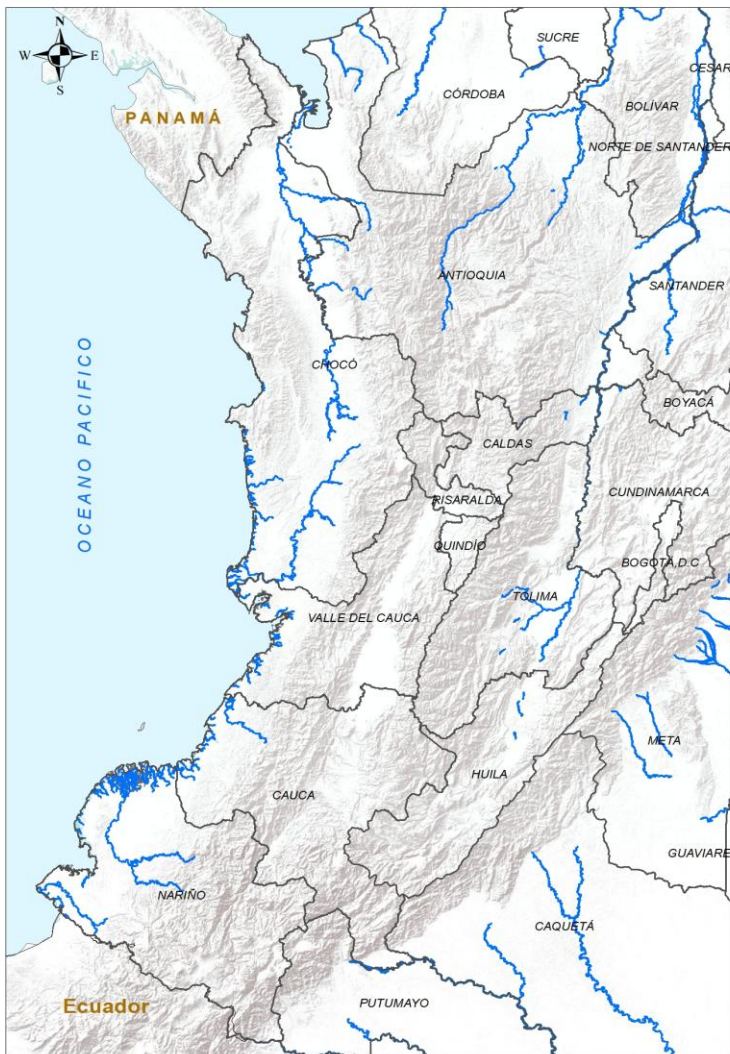 N
W E
S
PANAMÁ
SUCRE
CESAR
CÓRDOBA
BOLÍVAR
NORTE DE SANTANDER
ANTIOQUIA
SANTANDER
OCEANO PACIFICO
CHOCÓ
BOYACÁ
CALDAS
CUNDINAMARCA
RISARALDA
QUINDÍO
BOGOTÁ,D.C
TOLIMA
VALLE DEL CAUCA
META
HUILA
CAUCA
GUAVIARE
NARIÑO
CAQUETÁ
PUTUMAYO
Ecuador